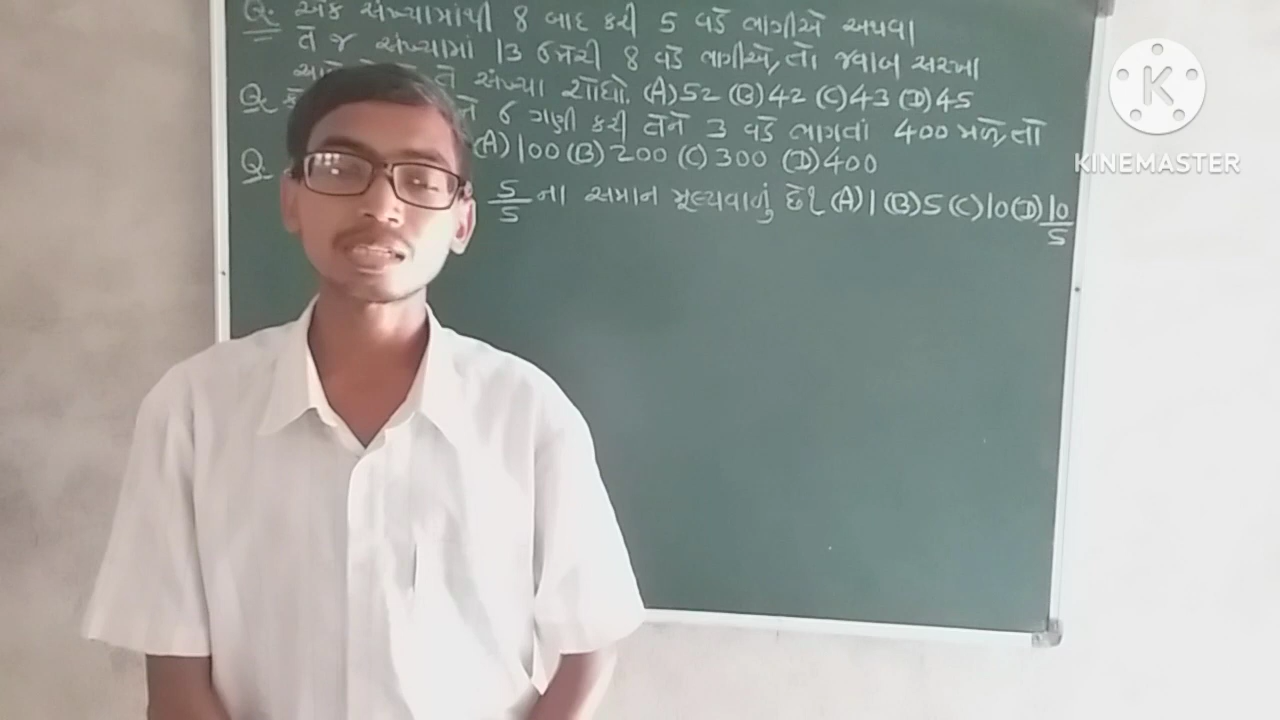 Q. એક સંખ્યામાંથી 8 બાદ કરી 5 વડે ભાગીએ અથવા
તે જ સંખ્યામાં 13 ઉમેરી 8 વડે ભાગીએ, તો જવાબ સરખા
તે સંખ્યા શોધો. (A) 52 (B) 42 (C) 43 (D) 45
Q. 6 ગણી કરી તેને 3 વડે ભાગતાં 400 મળે, તો
(A) 100 (B) 200 (C) 300 (D) 400
Q. 5/5 ના સમાન મૂલ્યવાળું છે? (A) 1 (B) 5 (C) 10 (D) 10/5
KINEMASTER